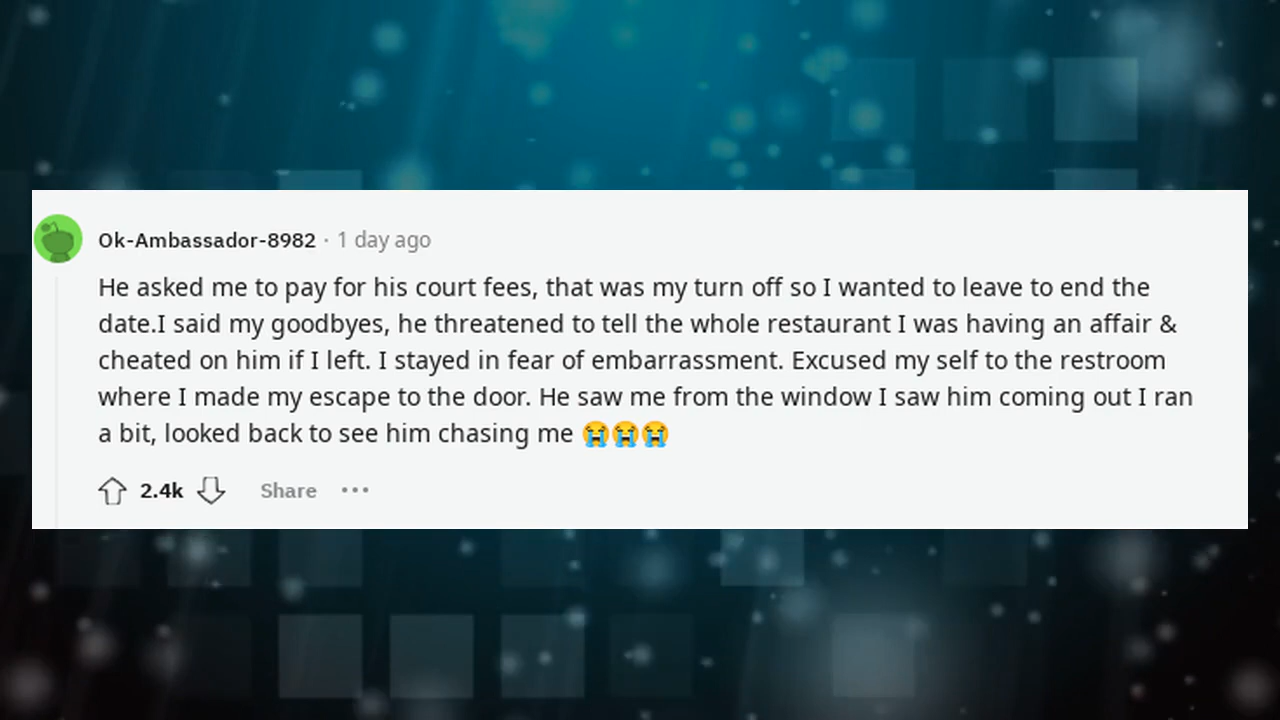 Ok-Ambassador-8982 · 1 day ago
He asked me to pay for his court fees, that was my turn off so I wanted to leave to end the
date.I said my goodbyes, he threatened to tell the whole restaurant I was having an affair &
cheated on him if I left. I stayed in fear of embarrassment. Excused my self to the restroom
where I made my escape to the door. He saw me from the window I saw him coming out I ran
a bit, looked back to see him chasing me 😭😭😭
2.4k Share ···